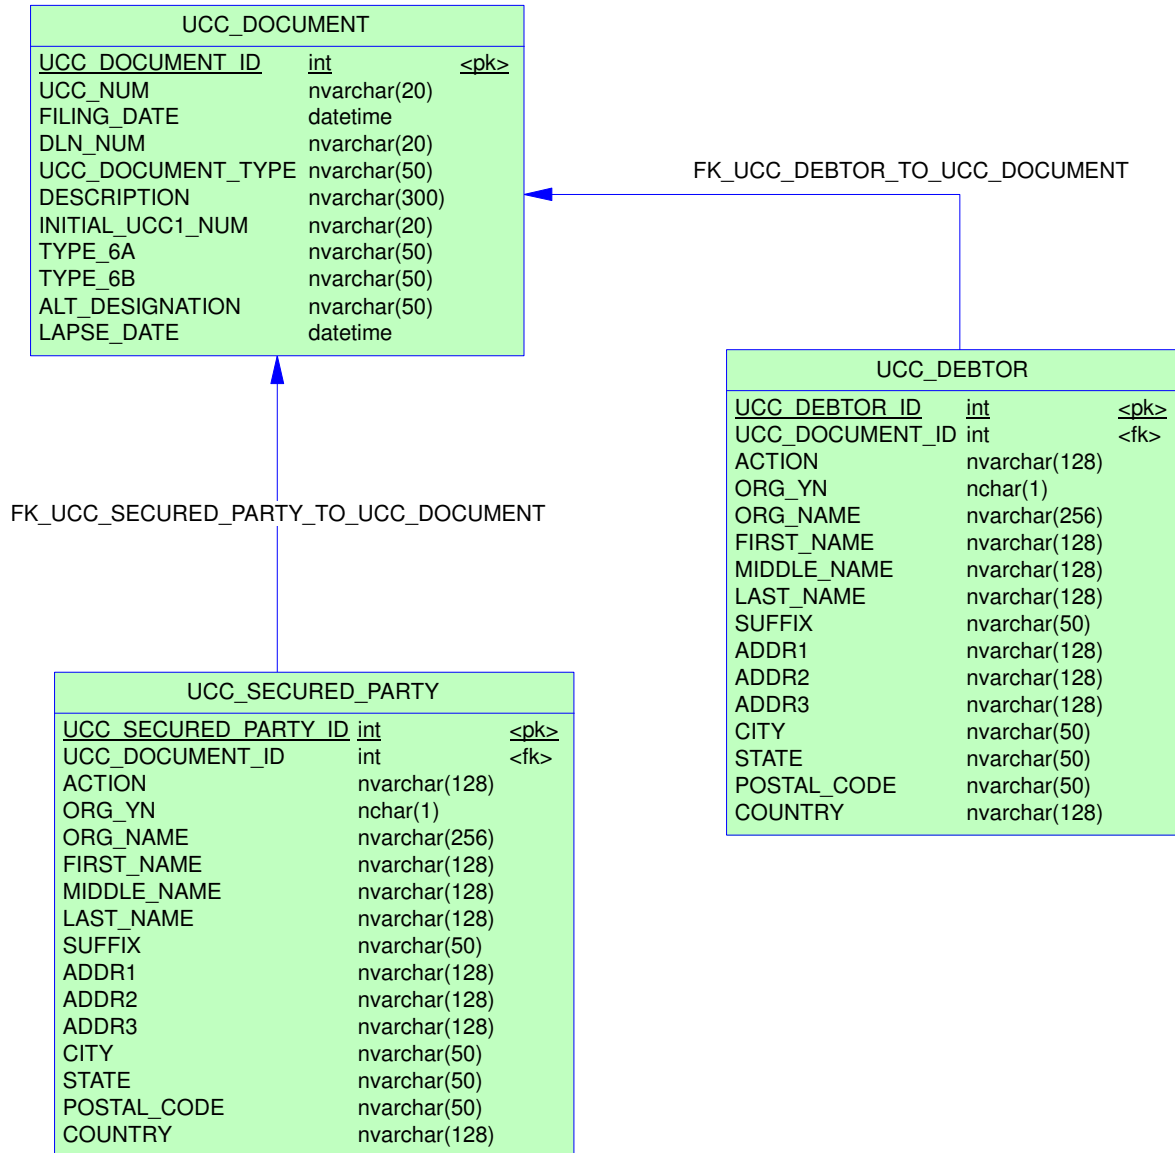 UCC_DOCUMENT
UCC_DOCUMENT_ID int <pk>
UCC_NUM nvarchar(20)
FILING_DATE datetime
DLN_NUM nvarchar(20)
UCC_DOCUMENT_TYPE nvarchar(50)
DESCRIPTION nvarchar(300)
INITIAL_UCC1_NUM nvarchar(20)
TYPE_6A nvarchar(50)
TYPE_6B nvarchar(50)
ALT_DESIGNATION nvarchar(50)
LAPSE_DATE datetime
FK_UCC_DEBTOR_TO_UCC_DOCUMENT
UCC_DEBTOR
UCC_DEBTOR_ID int <pk>
UCC_DOCUMENT_ID int <fk>
ACTION nvarchar(128)
ORG_YN nchar(1)
ORG_NAME nvarchar(256)
FIRST_NAME nvarchar(128)
MIDDLE_NAME nvarchar(128)
LAST_NAME nvarchar(128)
SUFFIX nvarchar(50)
ADDR1 nvarchar(128)
ADDR2 nvarchar(128)
ADDR3 nvarchar(128)
CITY nvarchar(50)
STATE nvarchar(50)
POSTAL_CODE nvarchar(50)
COUNTRY nvarchar(128)
FK_UCC_SECURED_PARTY_TO_UCC_DOCUMENT
UCC_SECURED_PARTY
UCC_SECURED_PARTY_ID int <pk>
UCC_DOCUMENT_ID int <fk>
ACTION nvarchar(128)
ORG_YN nchar(1)
ORG_NAME nvarchar(256)
FIRST_NAME nvarchar(128)
MIDDLE_NAME nvarchar(128)
LAST_NAME nvarchar(128)
SUFFIX nvarchar(50)
ADDR1 nvarchar(128)
ADDR2 nvarchar(128)
ADDR3 nvarchar(128)
CITY nvarchar(50)
STATE nvarchar(50)
POSTAL_CODE nvarchar(50)
COUNTRY nvarchar(128)